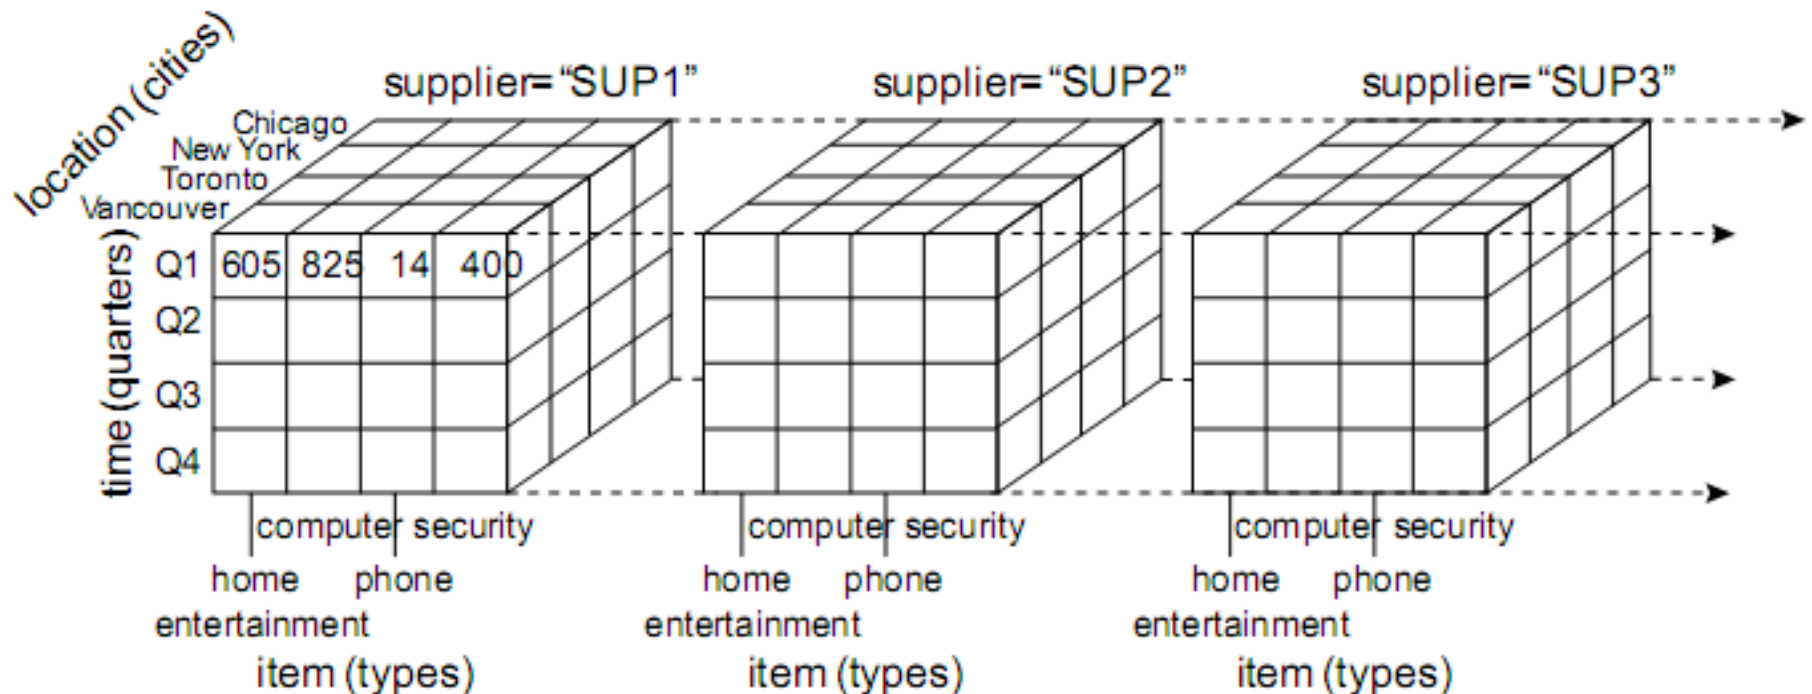 supplier=“SUP1” supplier=“SUP2” supplier=“SUP3”
location (cities)
Chicago
New York
Toronto
Vancouver
time (quarters)
Q1 605 825 14 400
Q2
Q3
Q4
computer security computer security computer security
home phone home phone home phone
entertainment entertainment entertainment
item (types) item (types) item (types)